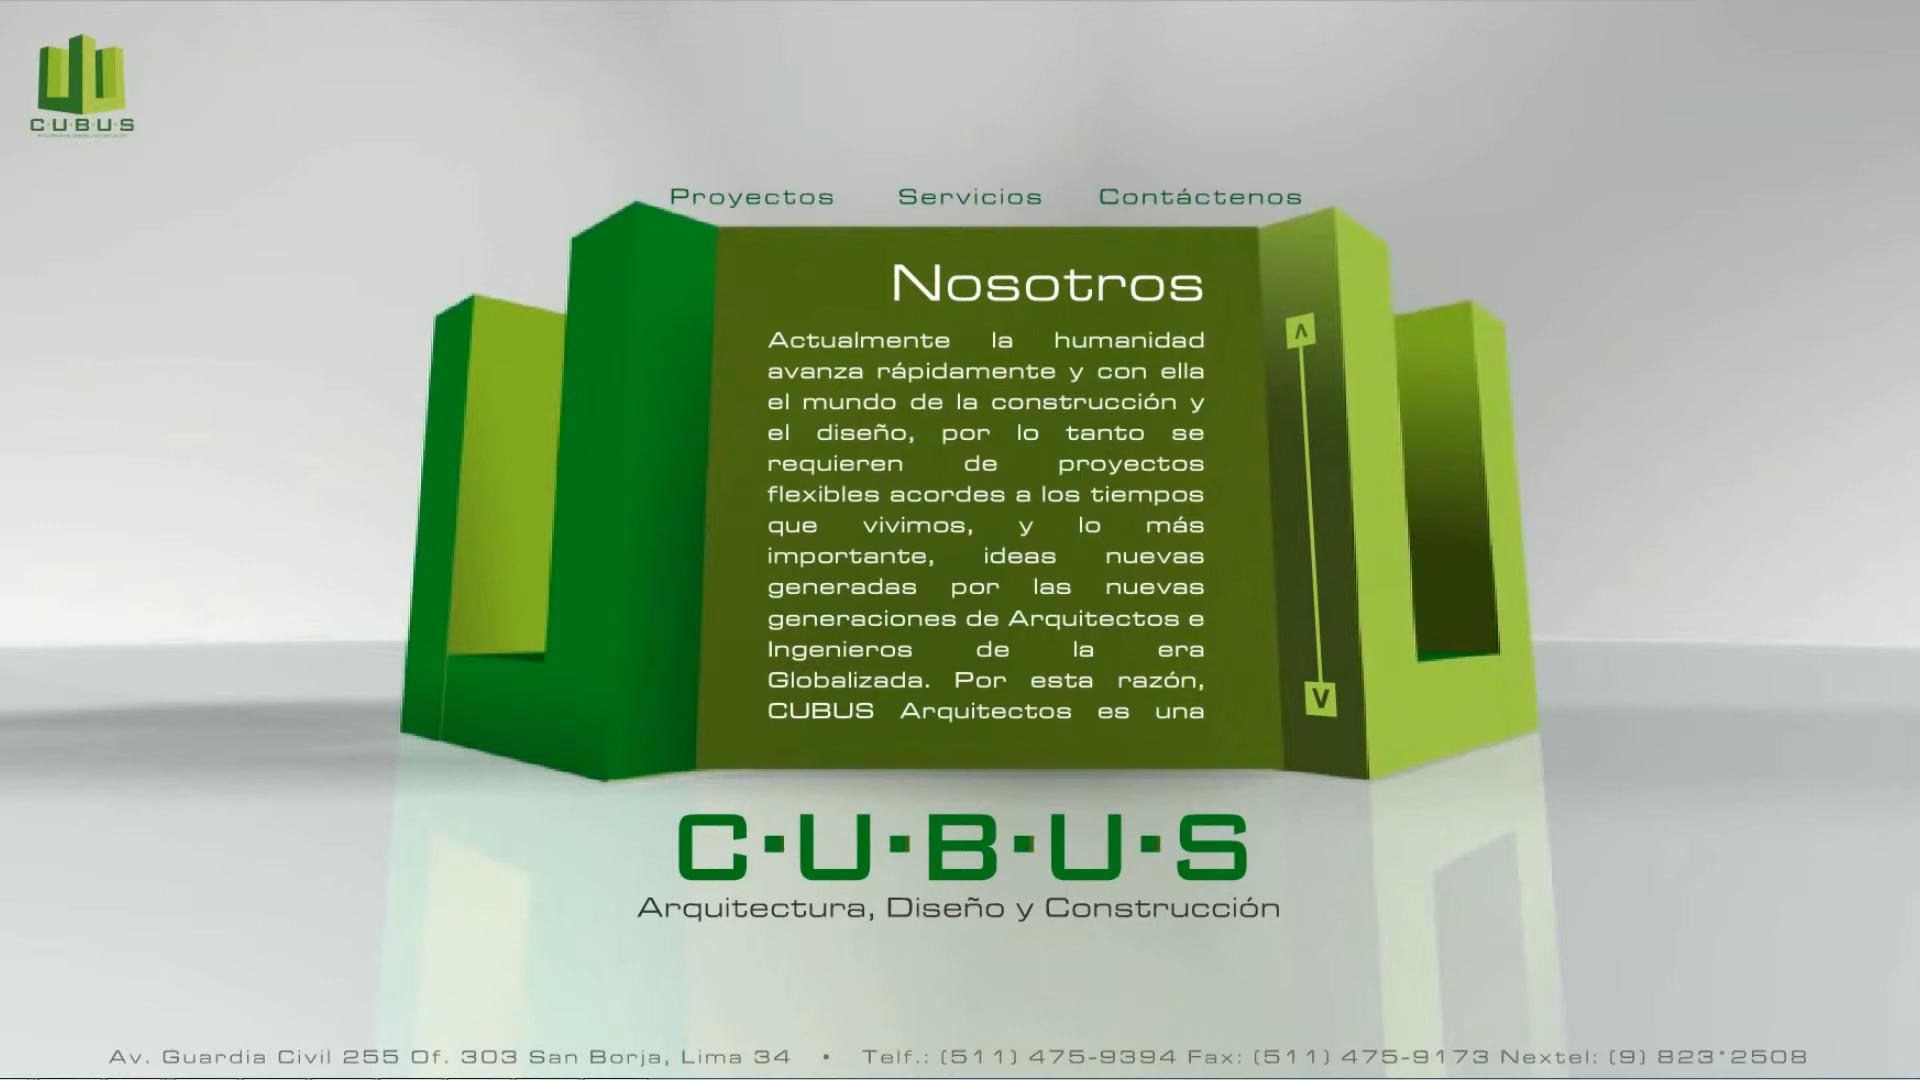 C·U·B·U·S
Proyectos Servicios Contáctenos
Nosotros
Actualmente la humanidad
avanza rápidamente y con ella
el mundo de la construcción y
el diseño, por lo tanto se
requieren de proyectos
flexibles acordes a los tiempos
que vivimos, y lo más
importante, ideas nuevas
generadas por las nuevas
generaciones de Arquitectos e
Ingenieros de la era
Globalizada. Por esta razón,
CUBUS Arquitectos es una
C·U·B·U·S
Arquitectura, Diseño y Construcción
Av. Guardia Civil 255 Of. 303 San Borja, Lima 34 • Telf.: (511) 475-9394 Fax: (511) 475-9173 Nextel: (9) 823*2508